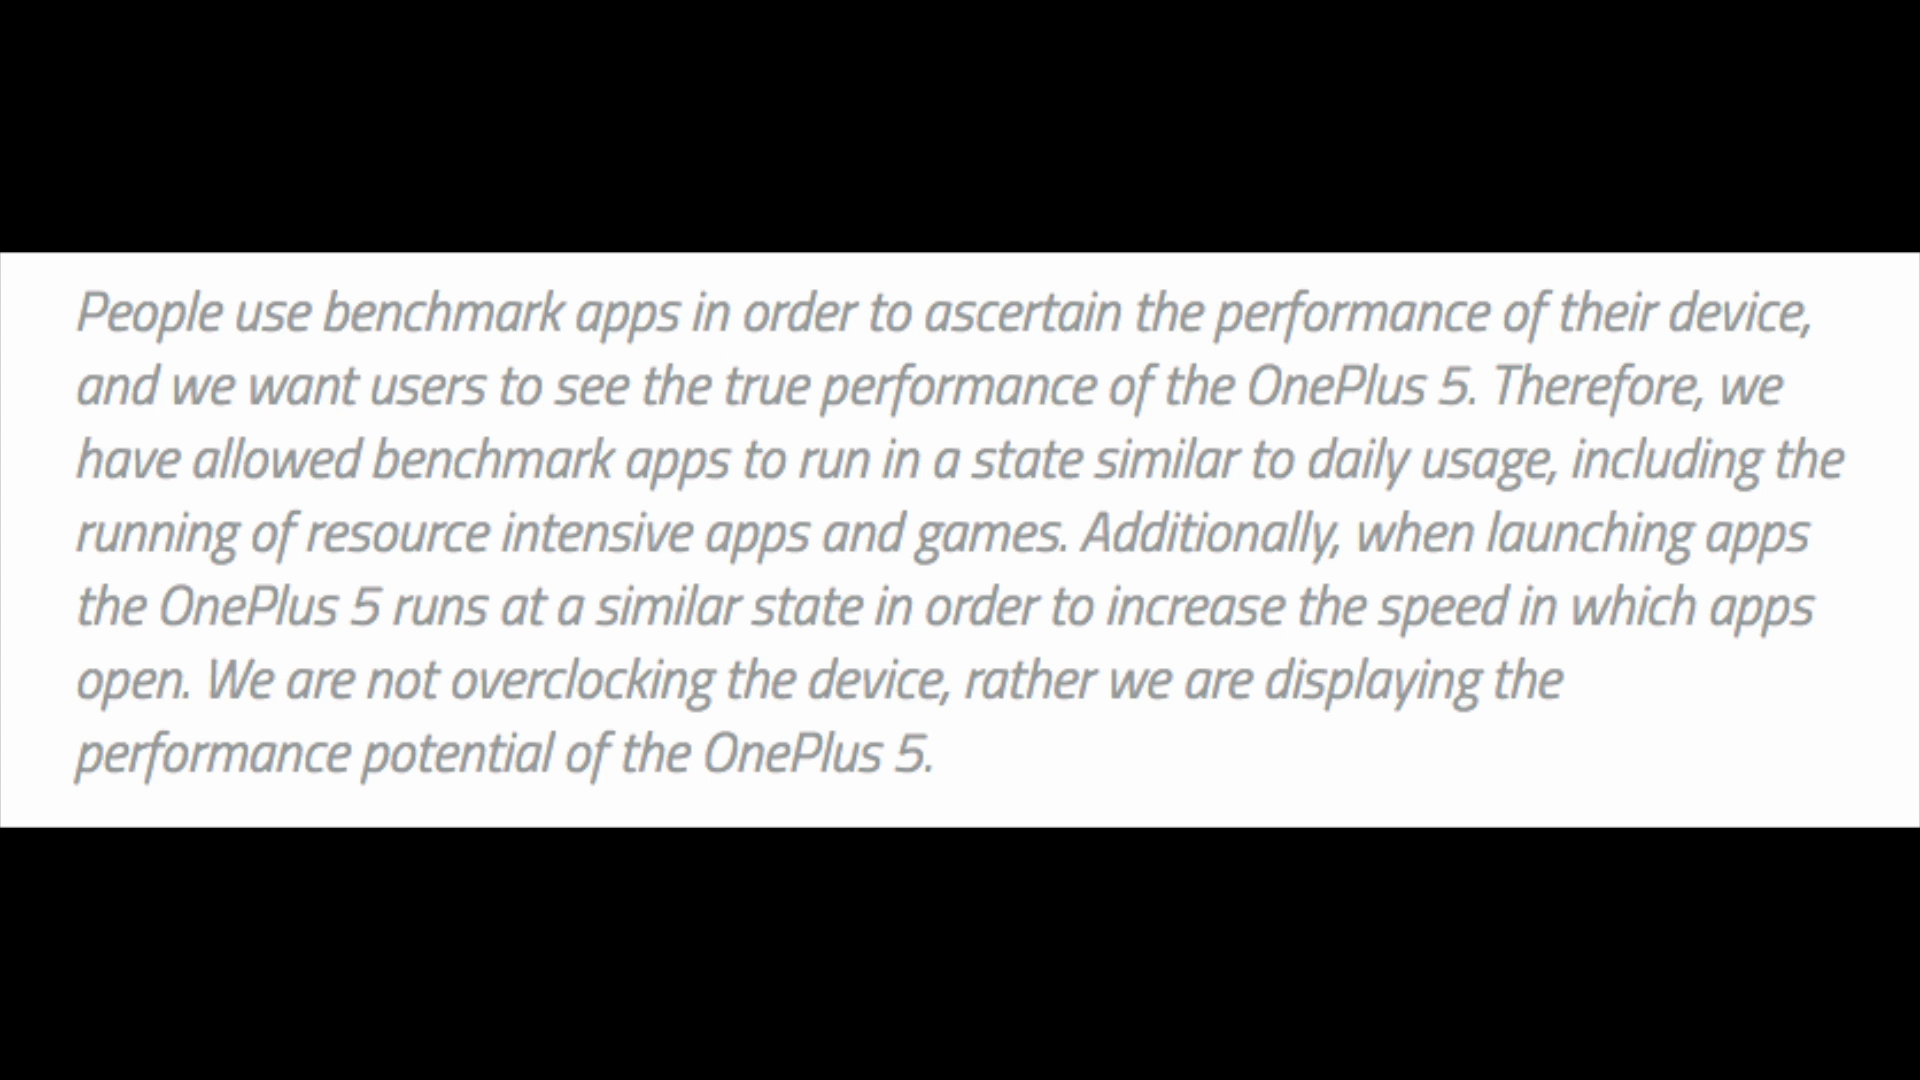 People use benchmark apps in order to ascertain the performance of their device,
and we want users to see the true performance of the OnePlus 5. Therefore, we
have allowed benchmark apps to run in a state similar to daily usage, including the
running of resource intensive apps and games. Additionally, when launching apps
the OnePlus 5 runs at a similar state in order to increase the speed in which apps
open. We are not overclocking the device, rather we are displaying the
performance potential of the OnePlus 5.